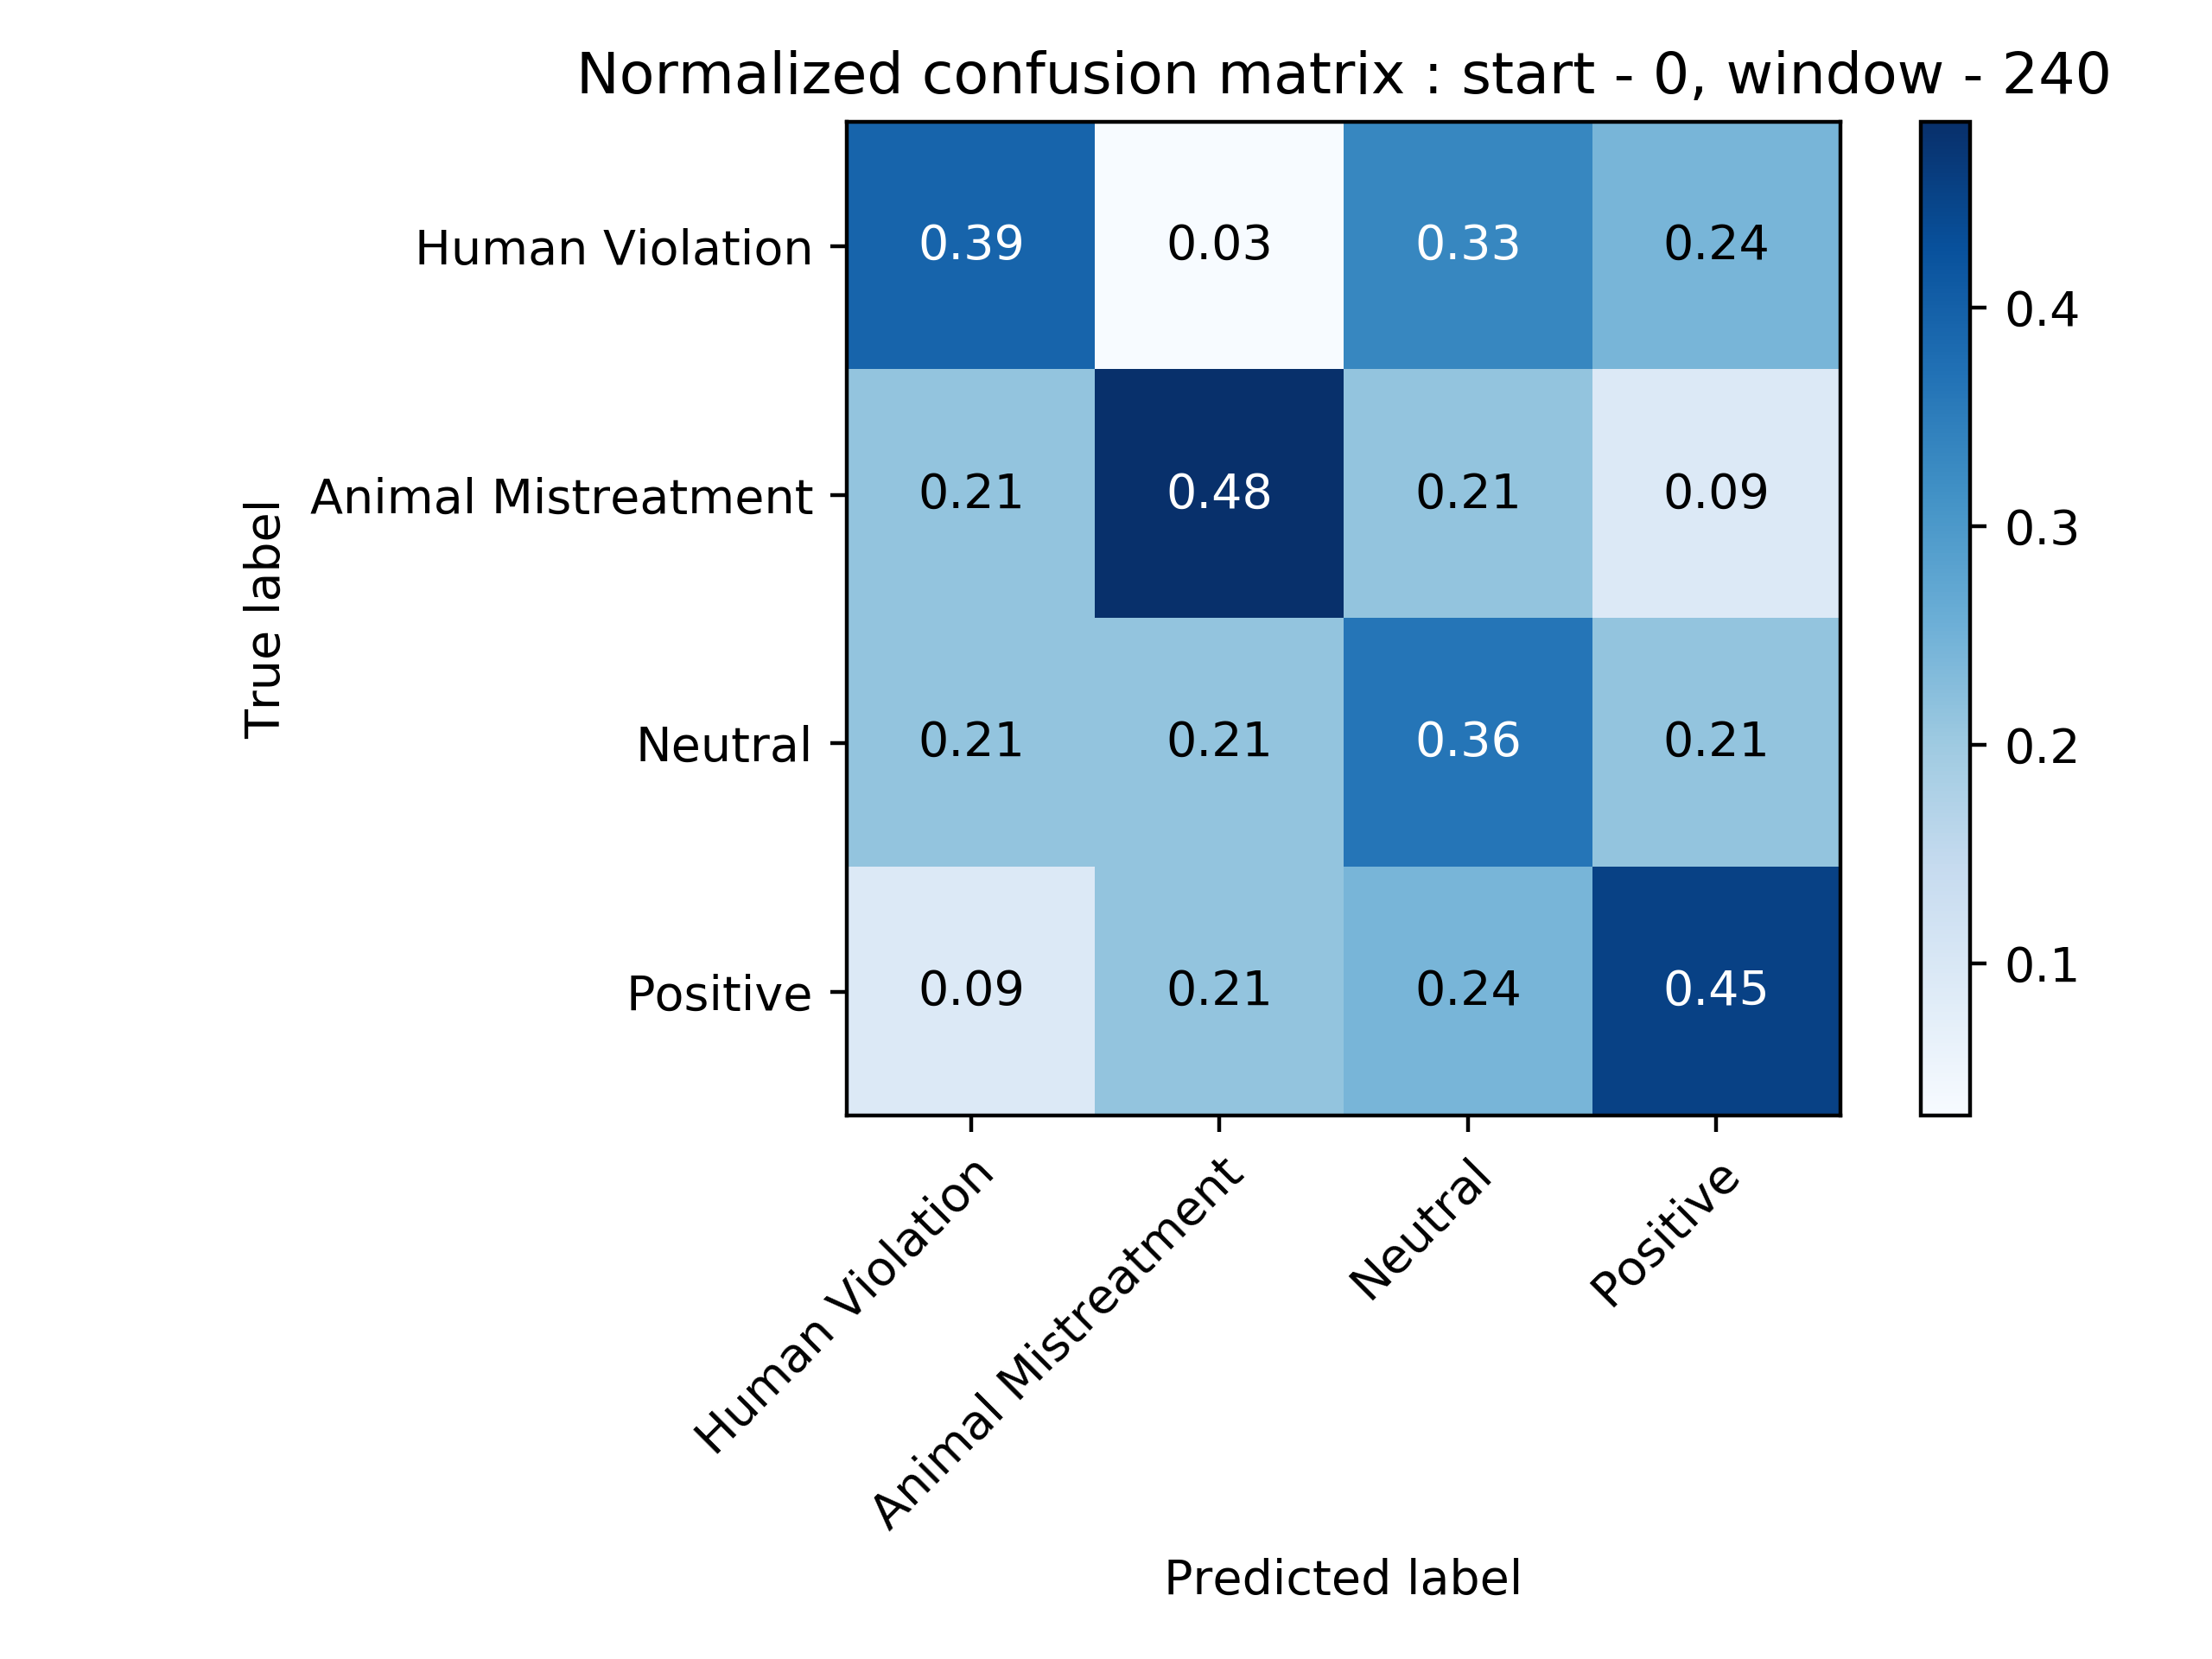 Normalized confusion matrix : start - 0, window - 240
True label
Human Violation
0.39 0.03 0.33 0.24
Animal Mistreatment
0.21 0.48 0.21 0.09
Neutral
0.21 0.21 0.36 0.21
Positive
0.09 0.21 0.24 0.45
0.4
0.3
0.2
0.1
Human Violation
Animal Mistreatment
Neutral
Positive
Predicted label